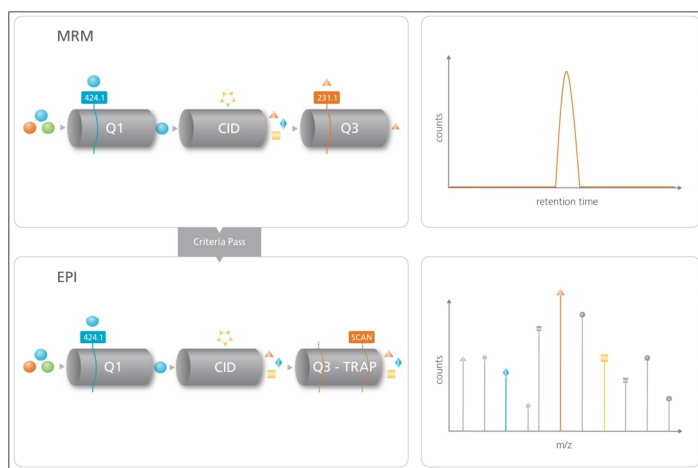 MRM
424.1
231.1
Q1
CID
Q3
counts
retention time
Criteria Pass
EPI
424.1
SCAN
Q1
CID
Q3 - TRAP
counts
m/z